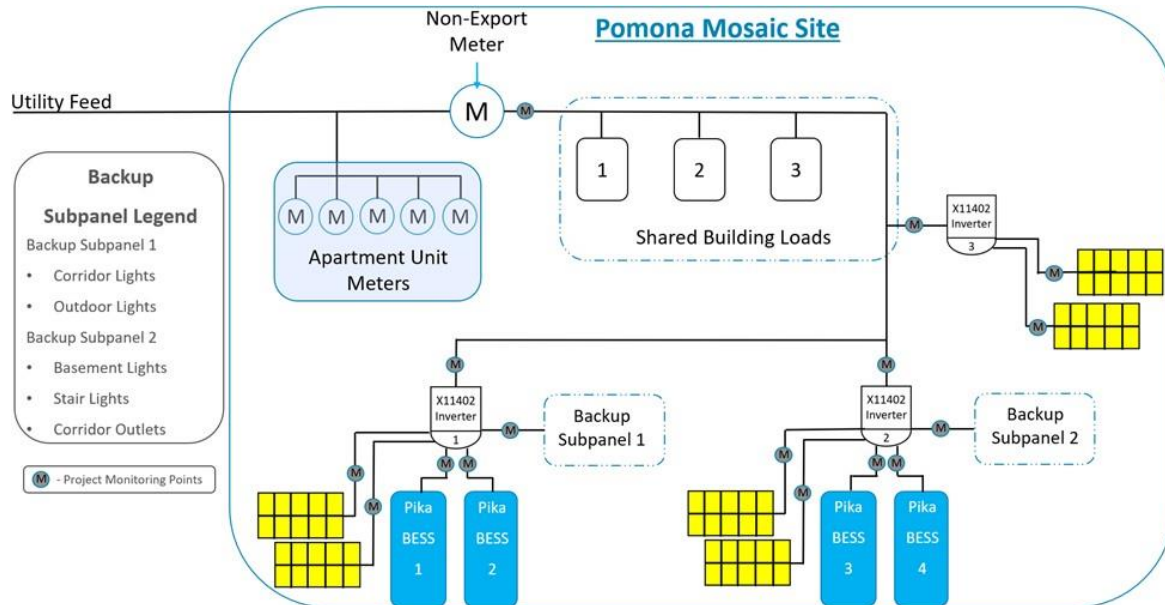 Pomona Mosaic Site
Non-Export
Meter
Utility Feed
M
M
Backup
Subpanel Legend
Backup Subpanel 1
• Corridor Lights
• Outdoor Lights
Backup Subpanel 2
• Basement Lights
• Stair Lights
• Corridor Outlets
M - Project Monitoring Points
M M M M M
Apartment Unit
Meters
1 2 3
Shared Building Loads
M
X11402
Inverter
3
M
M
M
X11402
Inverter
1
M
Backup
Subpanel 1
M
M
M M
Pika
BESS
1
Pika
BESS
2
M
X11402
Inverter
2
M
Backup
Subpanel 2
M
M
M M
Pika
BESS
3
Pika
BESS
4